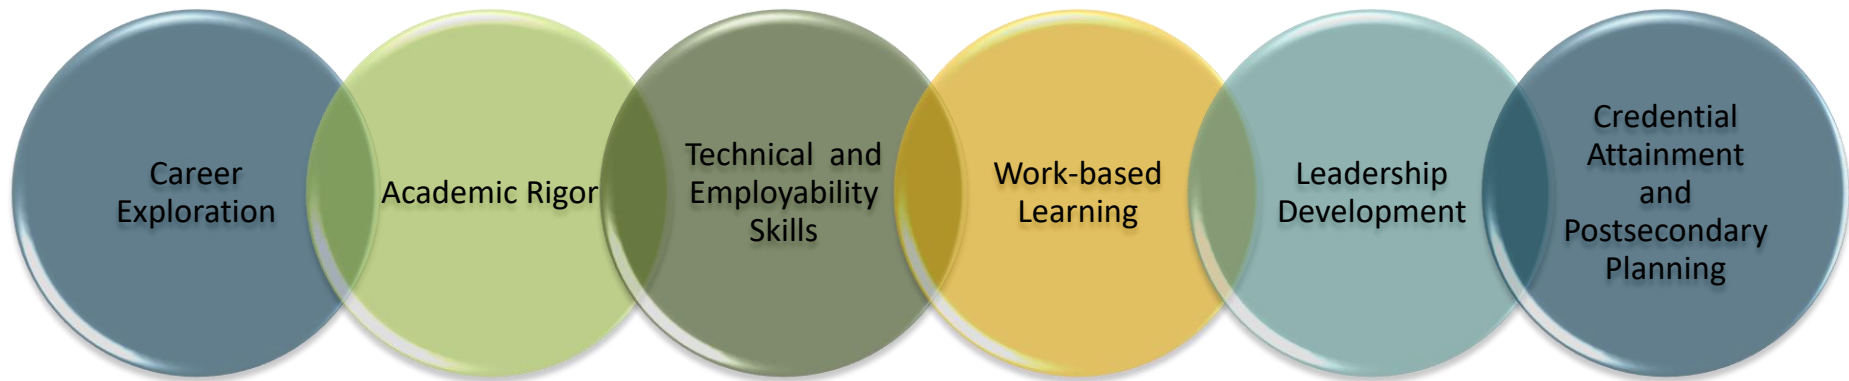 Career
Exploration
Academic Rigor
Technical and
Employability
Skills
Work-based
Learning
Leadership
Development
Credential
Attainment
and
Postsecondary
Planning